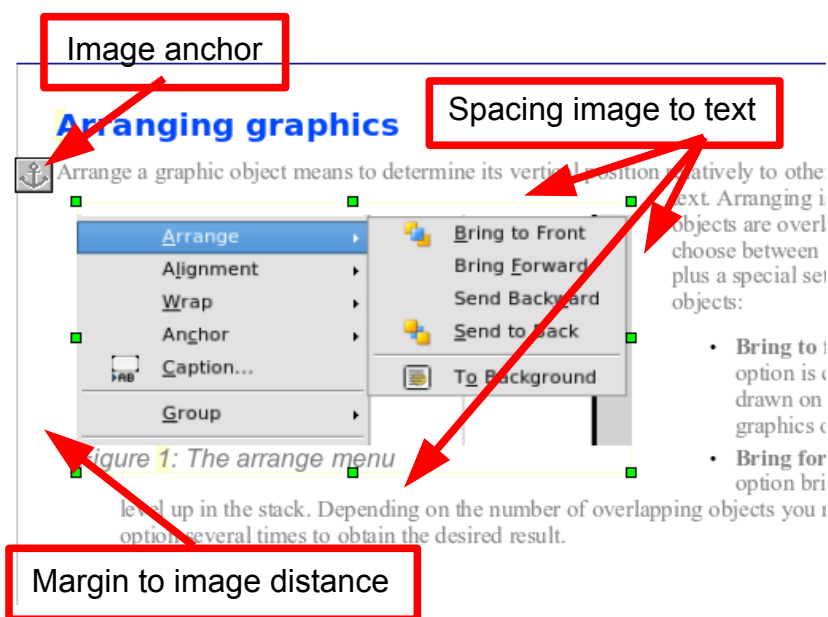 Image anchor
Spacing image to text
Arranging graphics
Arrange a graphic object means to determine its vertical position relatively to othe
text. Arranging is
objects are overl
choose between
plus a special set
objects:
Arrange
Alignment
Wrap
Anchor
Caption...
Group
Bring to Front
Bring Forward
Send Backward
Send to Back
To Background
• Bring to f
option is c
drawn on
graphics o
• Bring for
option bri
Figure 1: The arrange menu
level up in the stack. Depending on the number of overlapping objects you
option several times to obtain the desired result.
Margin to image distance